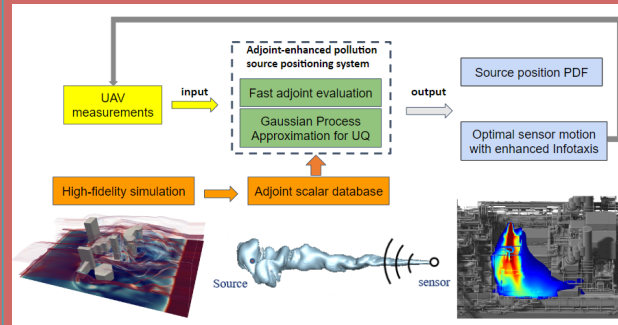 Adjoint-enhanced pollution
source positioning system
UAV
measurements
input
Fast adjoint evaluation
Gaussian Process
Approximation for UQ
output
Source position PDF
Optimal sensor motion
with enhanced Infotaxis
High-fidelity simulation
Adjoint scalar database
Source
sensor